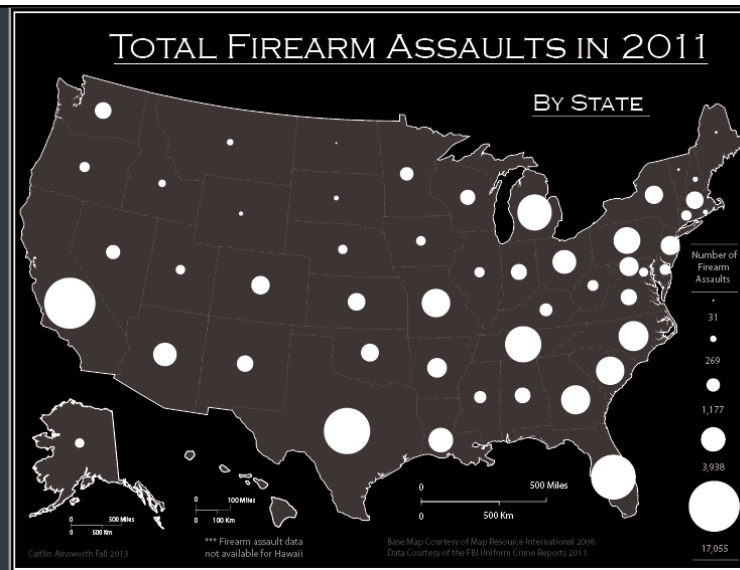 TOTAL FIREARM ASSAULTS IN 2011
BY STATE
Number of
Firearm
Assaults
31
269
1,177
3,938
17,055
0 500 Miles
0 500 Km
0 100 Miles
0 100 Km
0 500 Miles
0 500 Km
*** Firearm assault data
not available for Hawaii
Base Map Courtesy of Map Resource International 2008.
Data Courtesy of the FBI Uniform Crime Reports 2011.
Caitlin Ainsworth Fall 2013